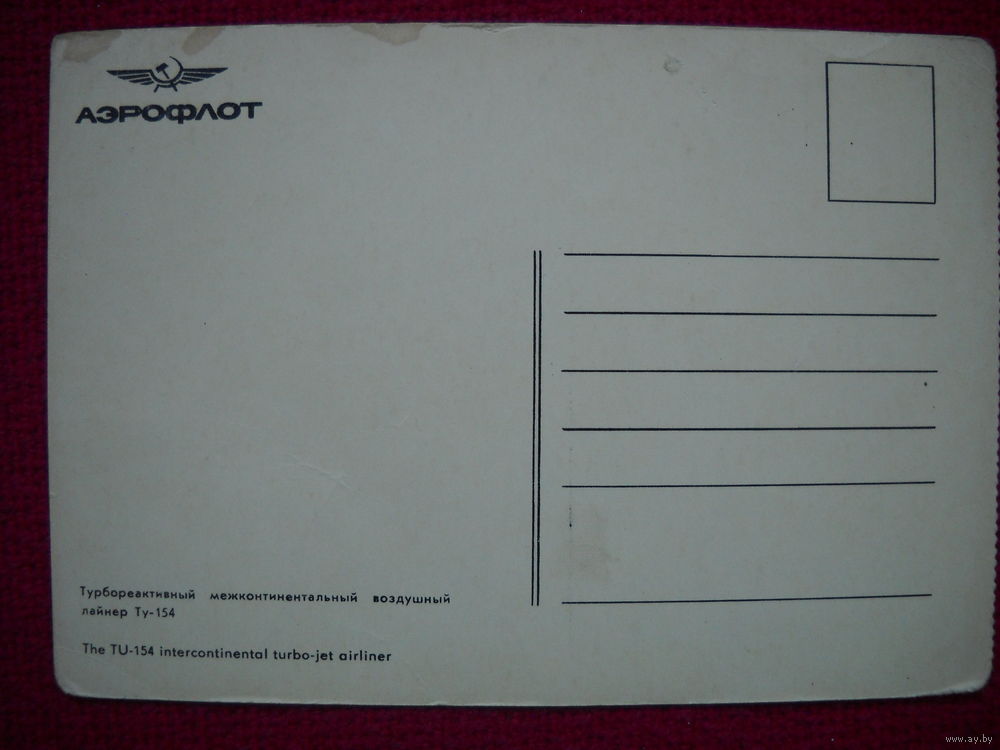 АЭРОФЛОТ
Турбореактивный межконтинентальный воздушный
лайнер Ту-154
The TU-154 intercontinental turbo-jet airliner
www.ay.by